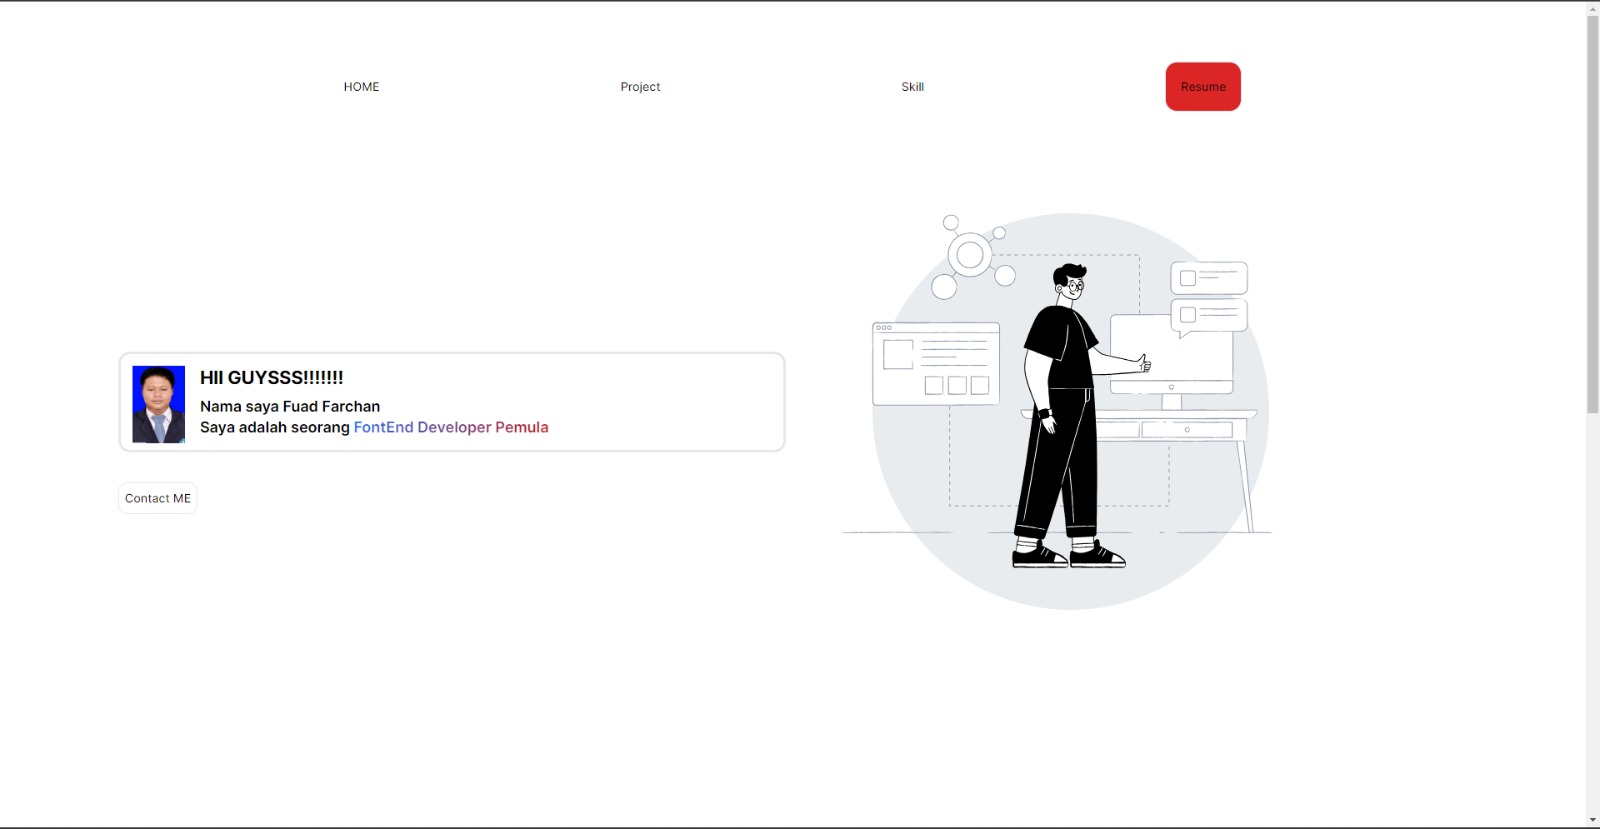 HOME
Project
Skill
Resume
HII GUYSSS!!!!!!!
Nama saya Fuad Farchan
Saya adalah seorang FontEnd Developer Pemula
Contact ME